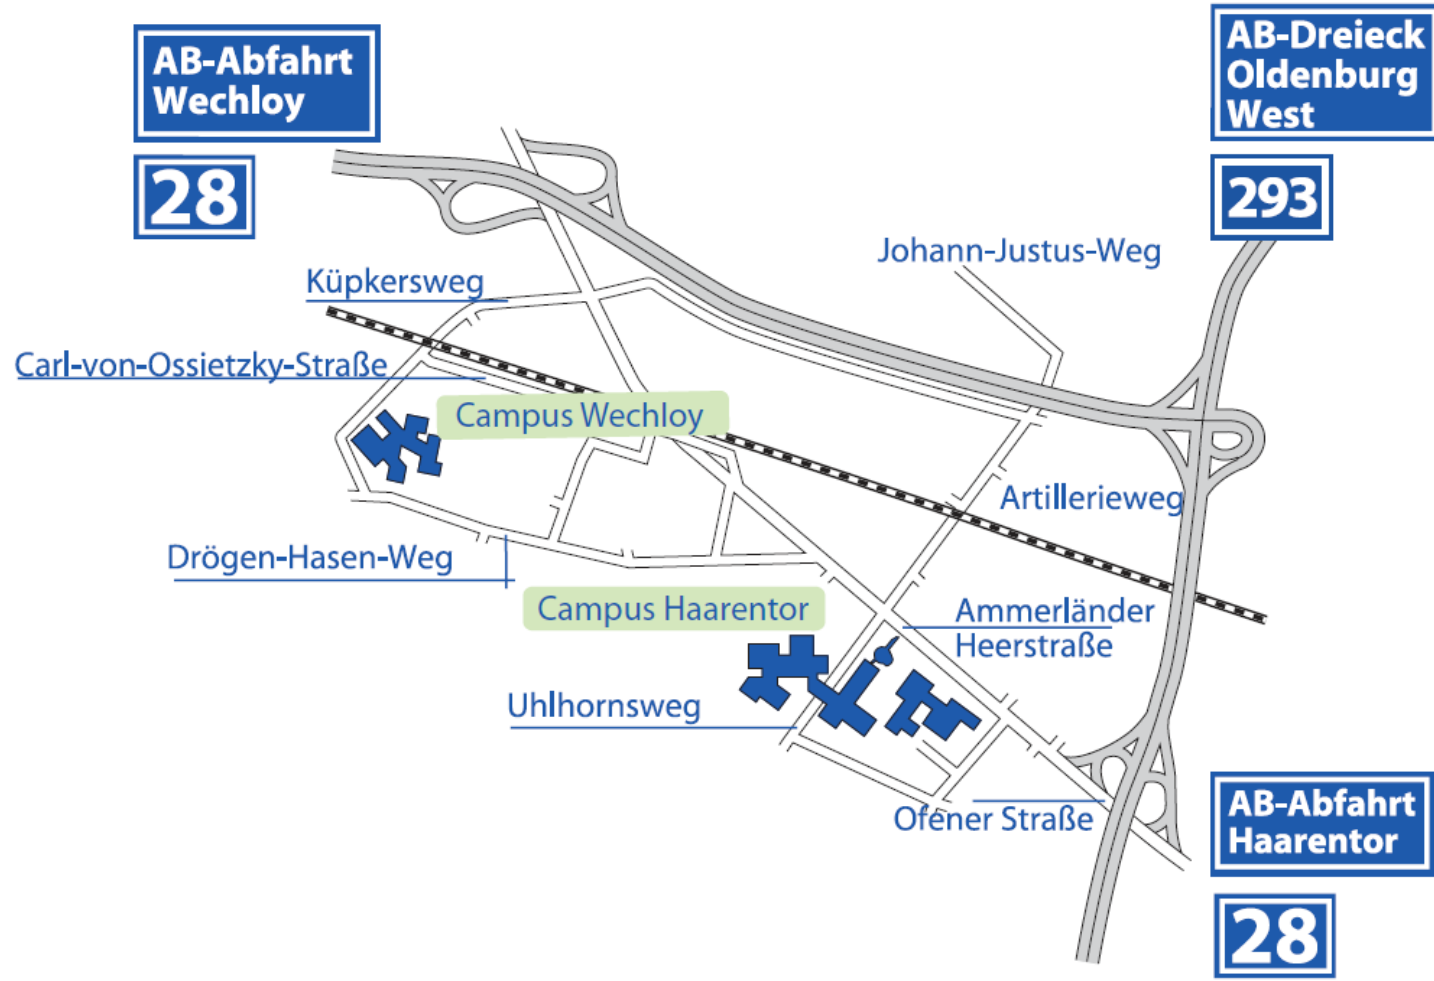 AB-Abfahrt
Wechloy
28
AB-Dreieck
Oldenburg
West
293
Johann-Justus-Weg
Küpkersweg
Carl-von-Ossietzky-Straße
Campus Wechloy
Artillerieweg
Drögen-Hasen-Weg
Campus Haarentor
Ammerländer
Heerstraße
Uhlhornsweg
Ofener Straße
AB-Abfahrt
Haarentor
28